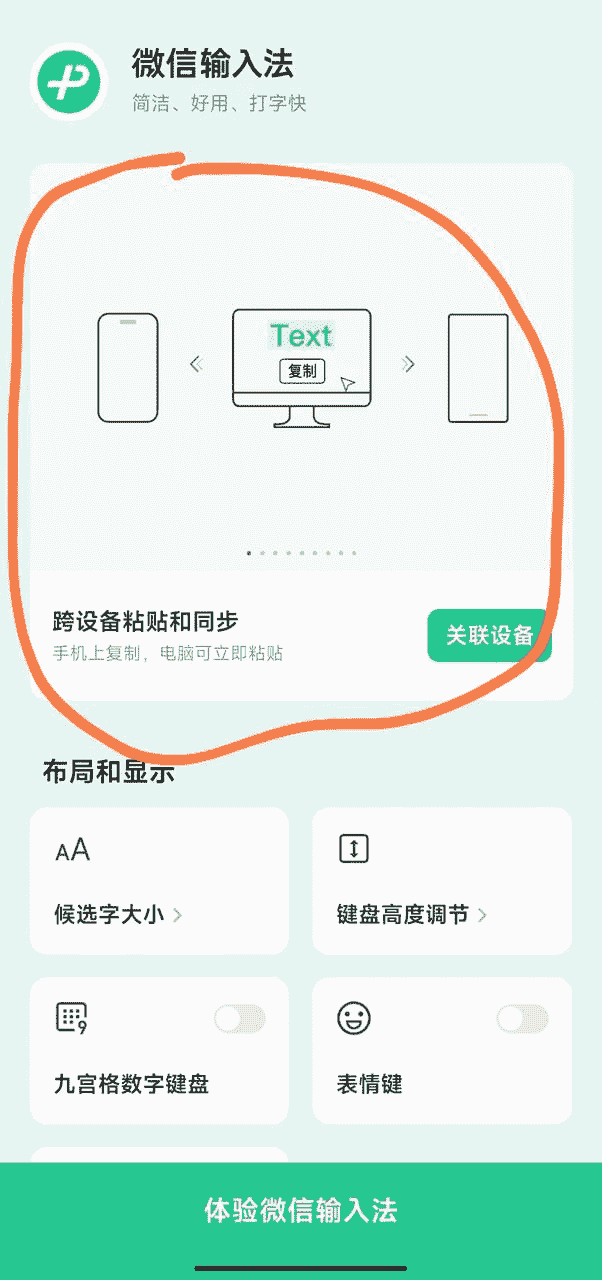 微信输入法
简洁、好用、打字快
Text
复制
跨设备粘贴和同步
手机上复制，电脑可立即粘贴
关联设备
布局和显示
AA
候选字大小
键盘高度调节
9
九宫格数字键盘
表情键
体验微信输入法